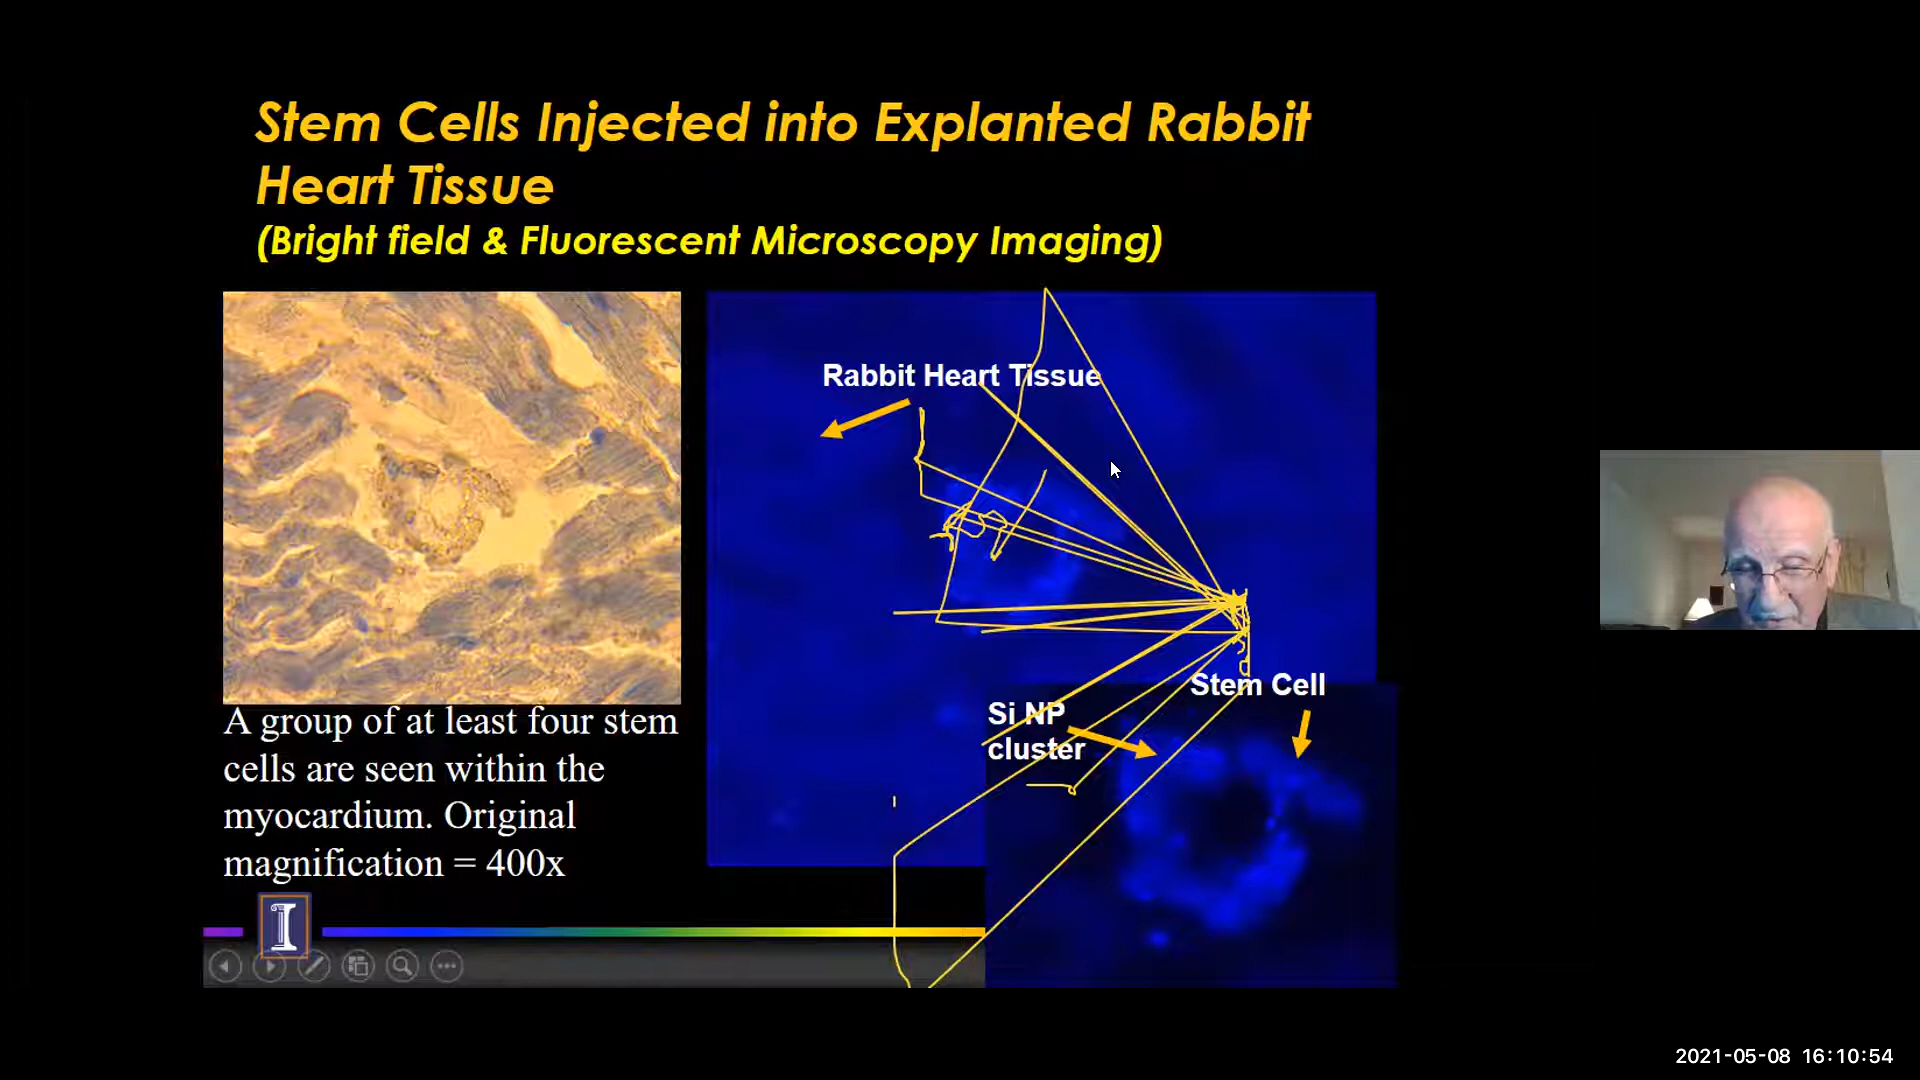 Stem Cells Injected into Explanted Rabbit
Heart Tissue
(Bright field & Fluorescent Microscopy Imaging)
Rabbit Heart Tissue
Stem Cell
Si NP
cluster
A group of at least four stem
cells are seen within the
myocardium. Original
magnification = 400x
I
2021-05-08 16:10:54